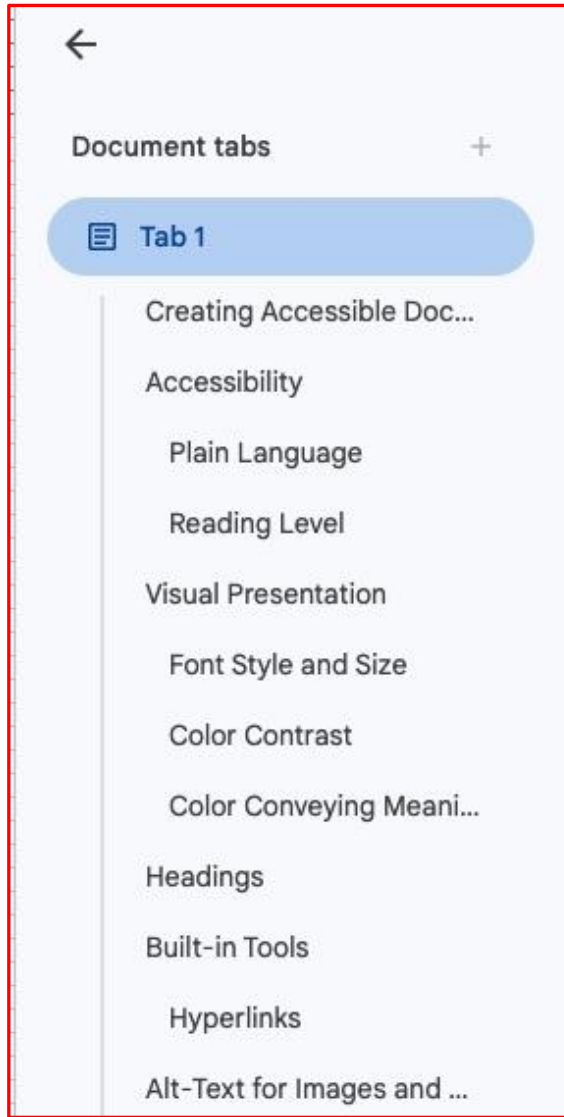 Document tabs
Tab 1
Creating Accessible Doc...
Accessibility
Plain Language
Reading Level
Visual Presentation
Font Style and Size
Color Contrast
Color Conveying Meani...
Headings
Built-in Tools
Hyperlinks
Alt-Text for Images and ...